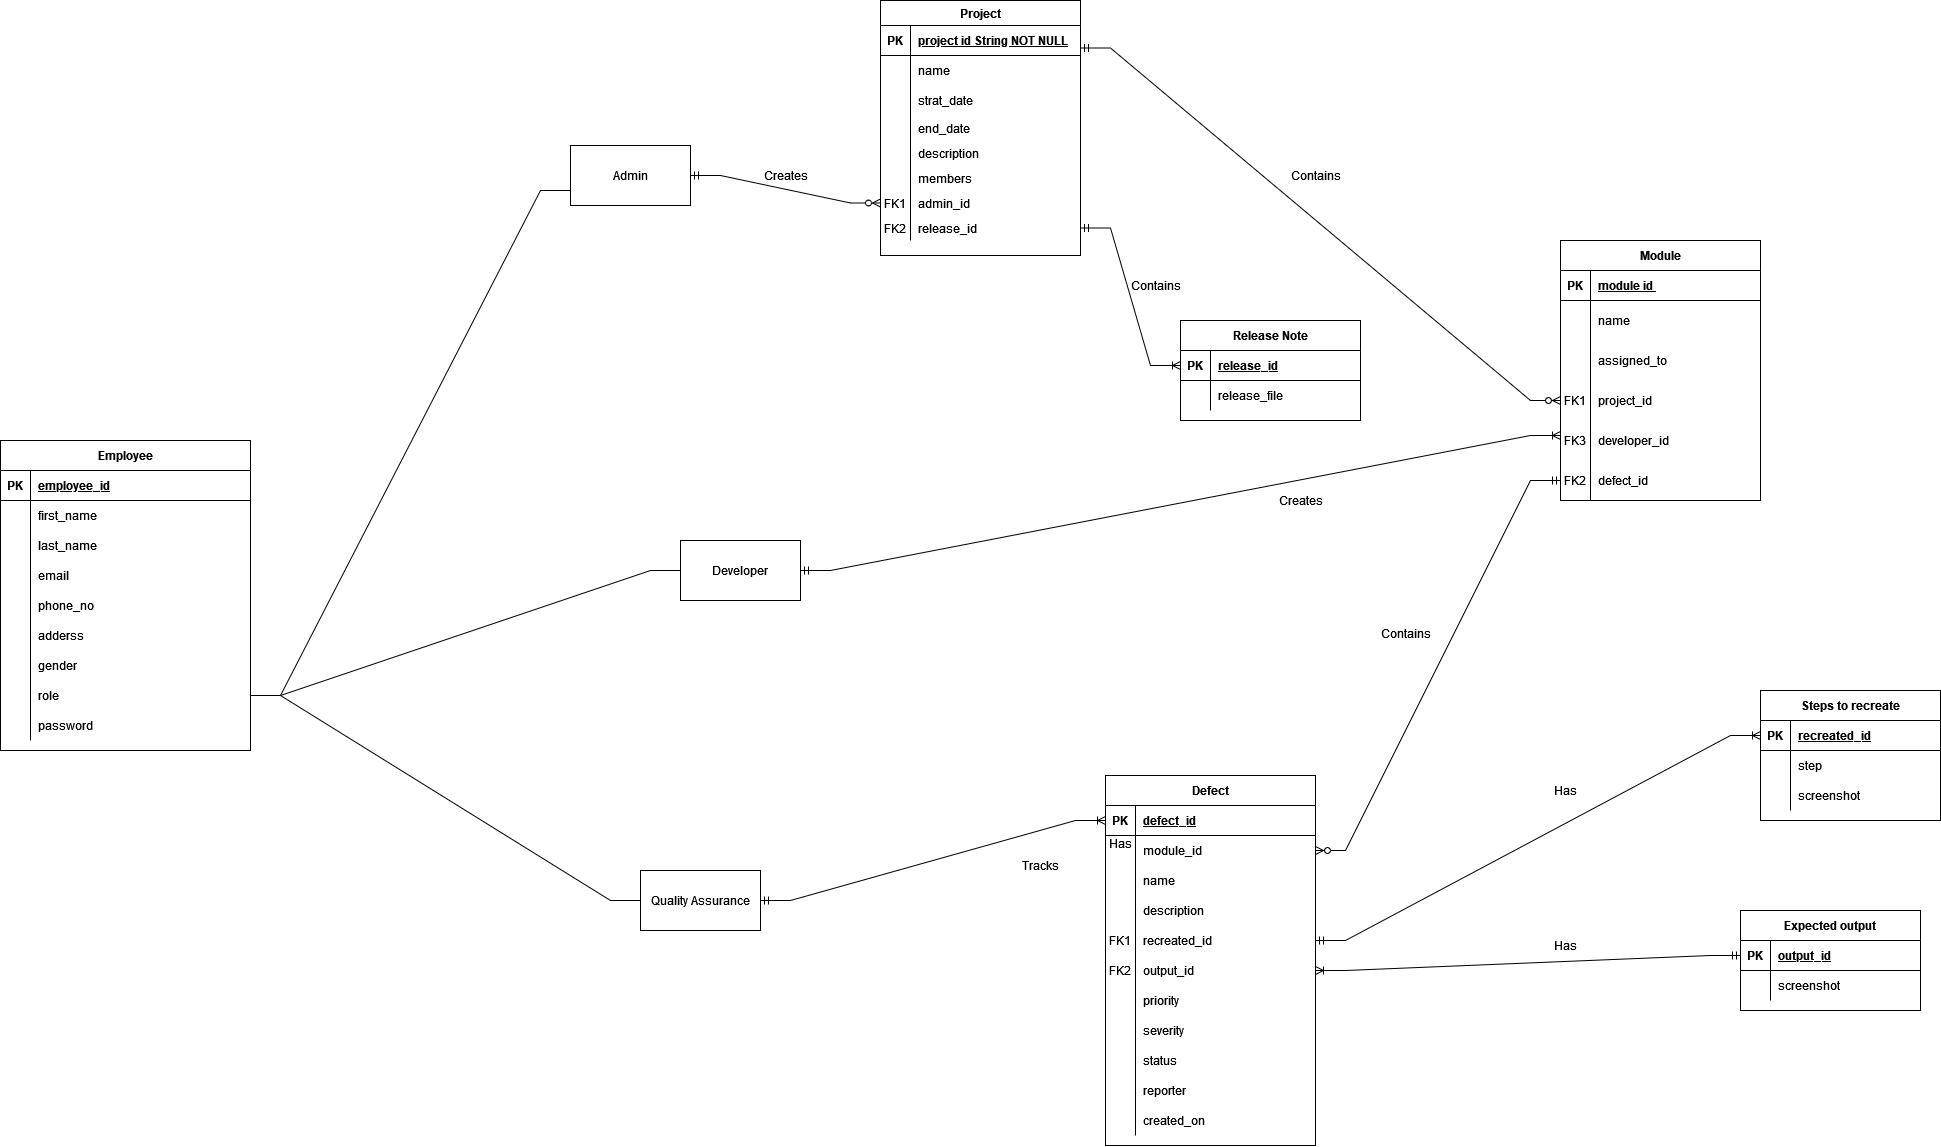 Project
PK project id String NOT NULL
name
strat_date
end_date
description
members
FK1 admin_id
FK2 release_id
Admin
Creates
Contains
Contains
Module
PK module id
name
assigned_to
FK1 project_id
FK3 developer_id
FK2 defect_id
Release Note
PK release_id
release_file
Employee
PK employee_id
first_name
last_name
email
phone_no
adderss
gender
role
password
Developer
Creates
Contains
Quality Assurance
Tracks
Defect
PK defect_id
Has
module_id
name
description
FK1 recreated_id
FK2 output_id
priority
severity
status
reporter
created_on
Has
Steps to recreate
PK recreated_id
step
screenshot
Has
Expected output
PK output_id
screenshot